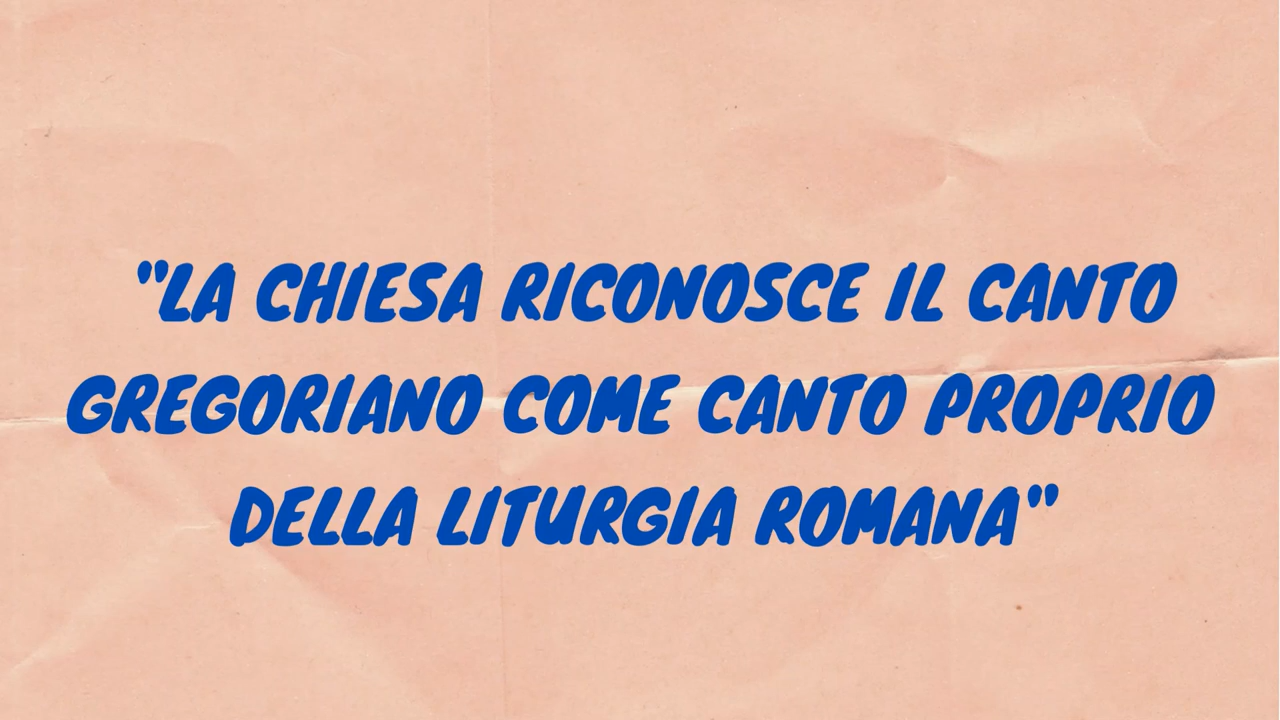 "LA CHIESA RICONOSCE IL CANTO
GREGORIANO COME CANTO PROPRIO
DELLA LITURGIA ROMANA"